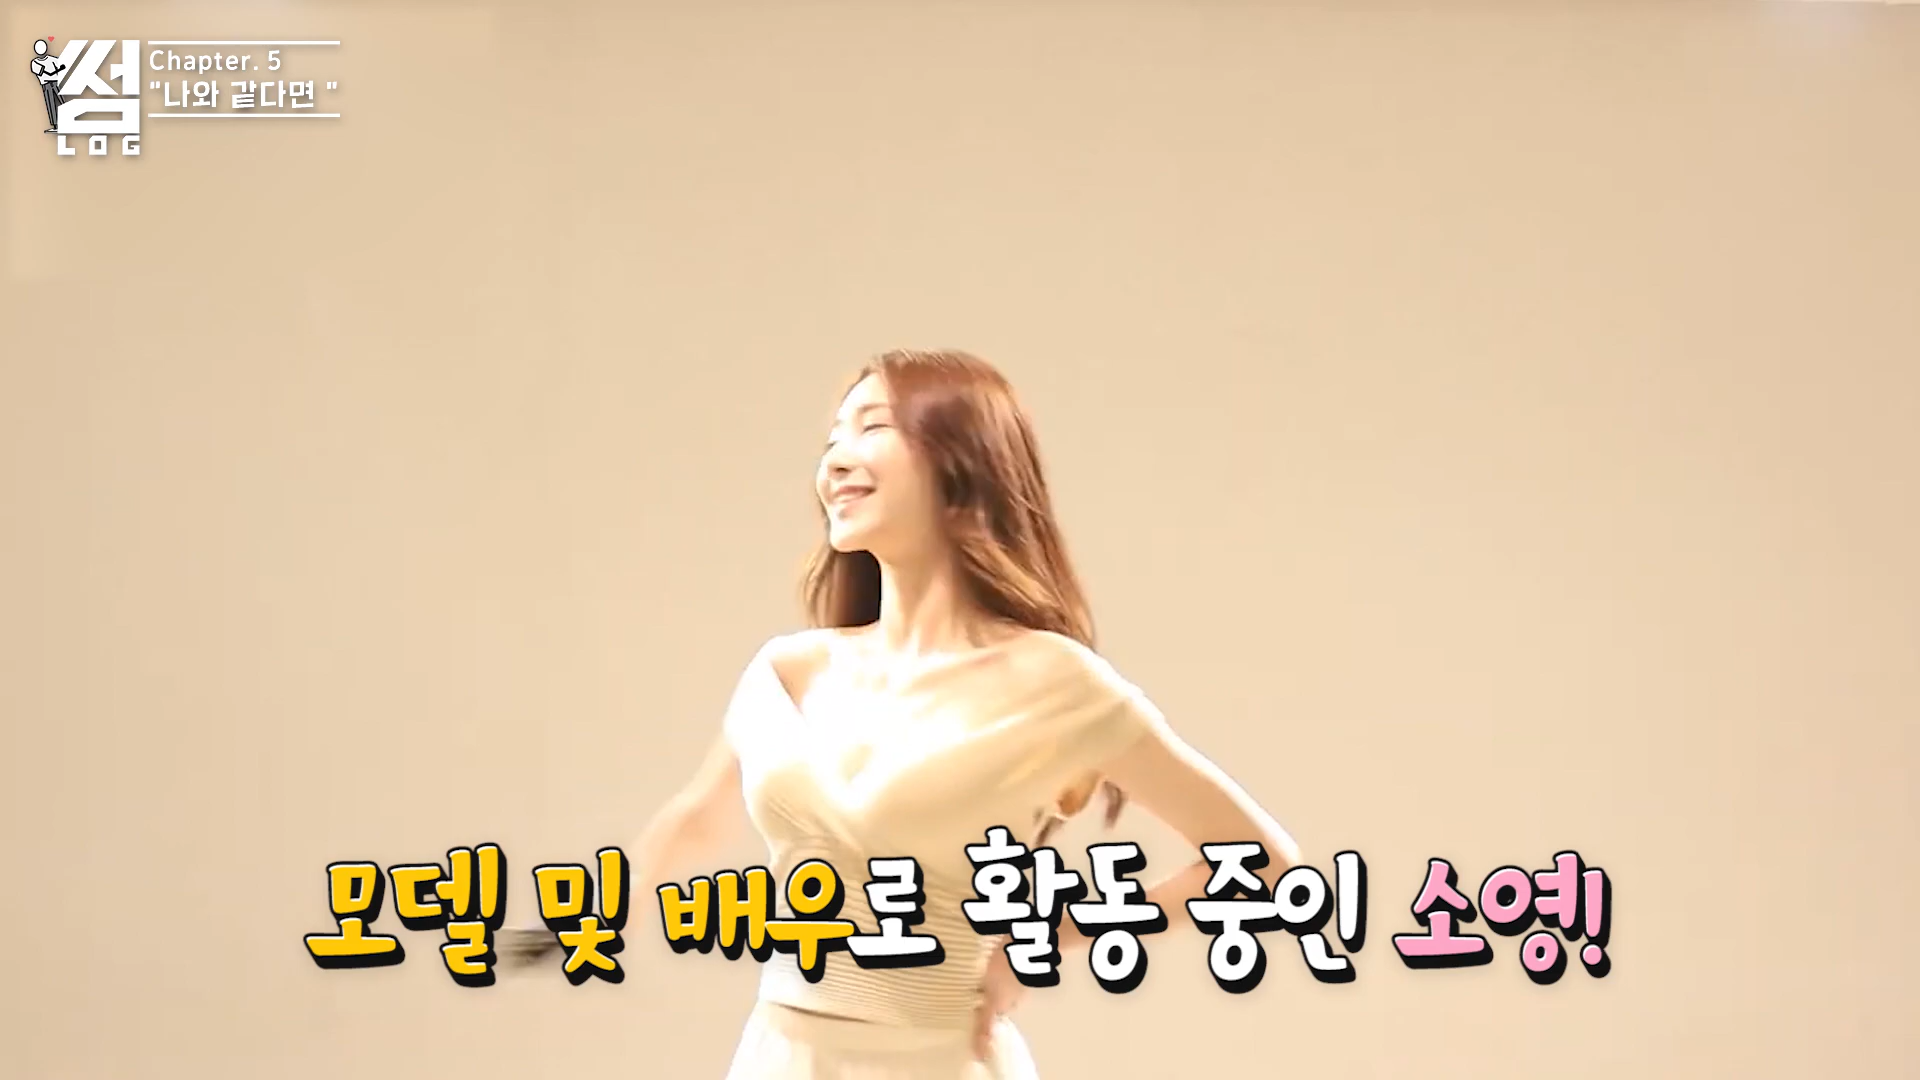 썸
LOG
Chapter. 5
"나와 같다면 "
모델 및 배우로 활동 중인 소영!